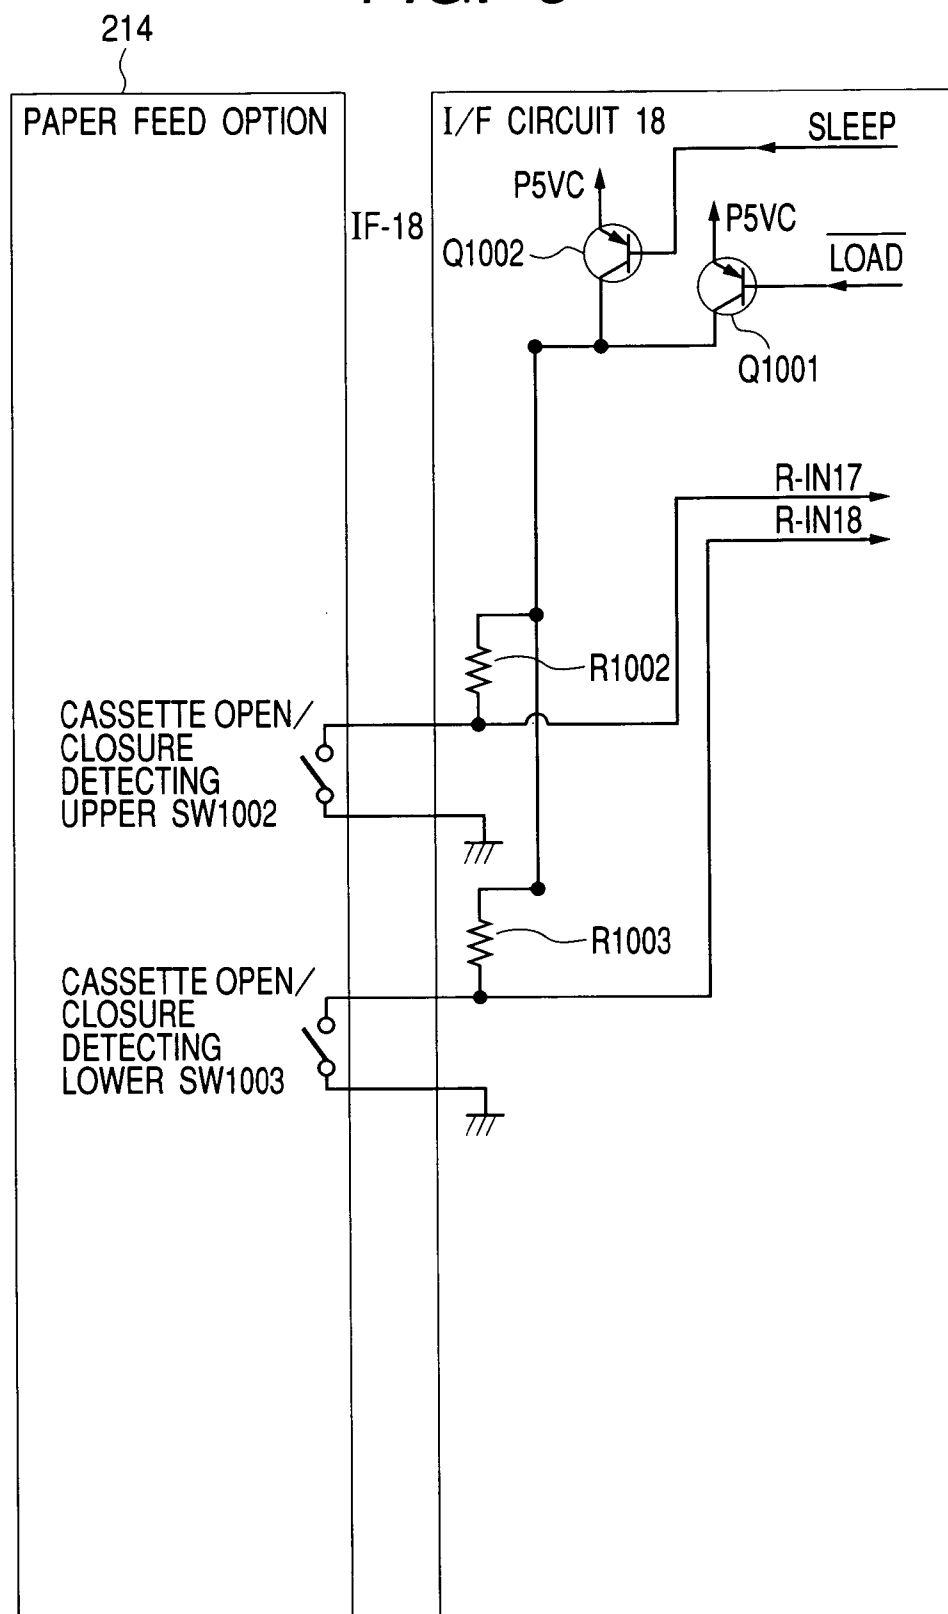 214
PAPER FEED OPTION
I/F CIRCUIT 18
SLEEP
P5VC
P5VC
IF-18
Q1002
LOAD
Q1001
R-IN17
R-IN18
R1002
CASSETTE OPEN/
CLOSURE
DETECTING
UPPER SW1002
R1003
CASSETTE OPEN/
CLOSURE
DETECTING
LOWER SW1003